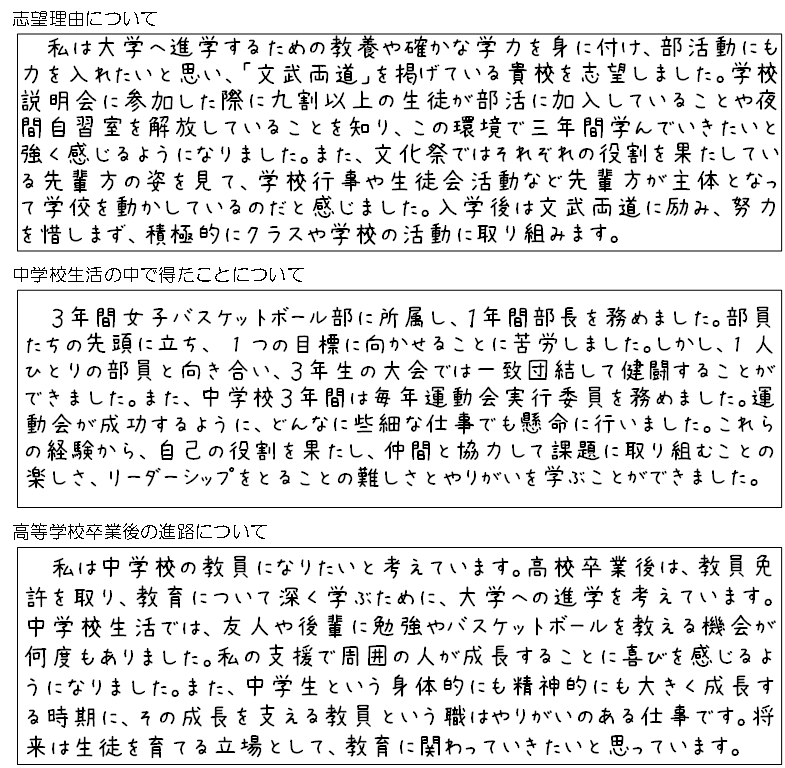 志望理由について
私は大学へ進学するための教養や確かな学力を身に付け、部活動にも
力を入れたいと思い、「文武両道」を掲げている貴校を志望しました。学校
説明会に参加した際に九割以上の生徒が部活に加入していることや夜
間自習室を解放していることを知り、この環境で三年間学んでいきたいと
強く感じるようになりました。また、文化祭ではそれぞれの役割を果たしてい
る先輩方の姿を見て、学校行事や生徒会活動など先輩方が主体となっ
て学校を動かしているのだと感じました。入学後は文武両道に励み、努力
を惜しまず、積極的にクラスや学校の活動に取り組みます。
中学校生活の中で得たことについて
3年間女子バスケットボール部に所属し、1年間部長を務めました。部員
たちの先頭に立ち、1つの目標に向かせることに苦労しました。しかし、1人
ひとりの部員と向き合い、3年生の大会では一致団結して健闘することが
できました。また、中学校3年間は毎年運動会実行委員を務めました。運
動会が成功するように、どんなに些細な仕事でも懸命に行いました。これら
の経験から、自己の役割を果たし、仲間と協力して課題に取り組むことの
楽しさ、リーダーシップをとることの難しさとやりがいを学ぶことができました。
高等学校卒業後の進路について
私は中学校の教員になりたいと考えています。高校卒業後は、教員免
許を取り、教育について深く学ぶために、大学への進学を考えています。
中学校生活では、友人や後輩に勉強やバスケットボールを教える機会が
何度もありました。私の支援で周囲の人が成長することに喜びを感じるよ
うになりました。また、中学生という身体的にも精神的にも大きく成長す
る時期に、その成長を支える教員という職はやりがいのある仕事です。将
来は生徒を育てる立場として、教育に関わっていきたいと思っています。